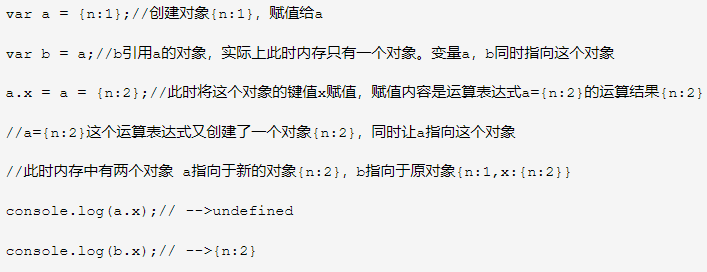 var a = {n:1};//创建对象{n:1}，赋值给a
var b = a;//b引用a的对象，实际上此时内存只有一个对象。变量a，b同时指向这个对象
a.x = a = {n:2};//此时将这个对象的键值x赋值，赋值内容是运算表达式a={n:2}的运算结果{n:2}
//a={n:2}这个运算表达式又创建了一个对象{n:2}，同时让a指向这个对象
//此时内存中有两个对象 a指向于新的对象{n:2}，b指向于原对象{n:1,x:{n:2}}
console.log(a.x);// -->undefined
console.log(b.x);// -->{n:2}